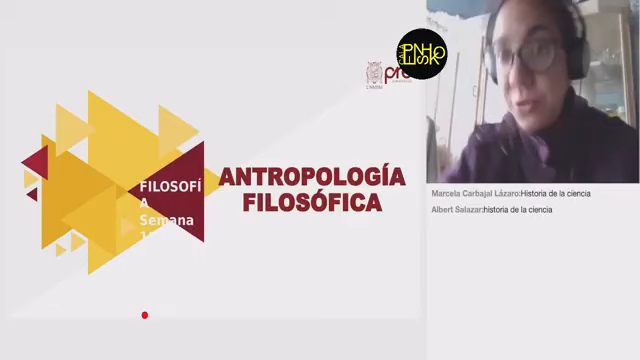 ANTROPOLOGÍA
FILOSÓFICA
FILOSOFÍ
A
Semana
Marcela Carbajal Lázaro:Historia de la ciencia
Albert Salazar:historia de la ciencia